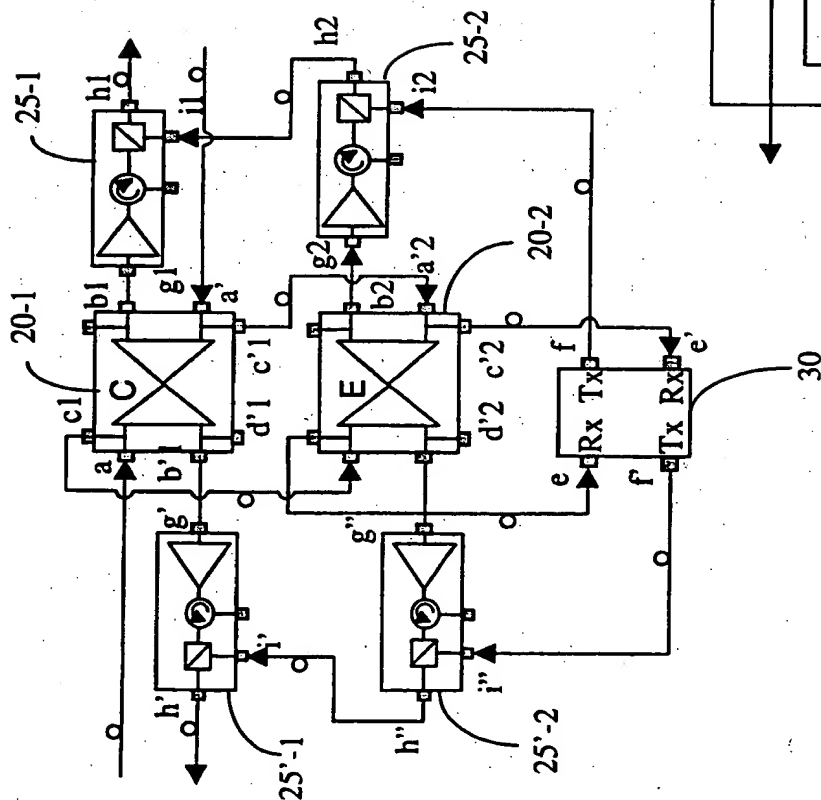 25-1
h1
i1
g1
b1
a'
20-1
c1
C
c'1
d'1
a
b'
g'
h'
i'
25'-1
h2
25-2
i2
g2
a'2
b2
20-2
E
c'2
d'2
g"
h"
i"
25'-2
f
e'
Tx
Rx
Rx
Tx
e
f'
30